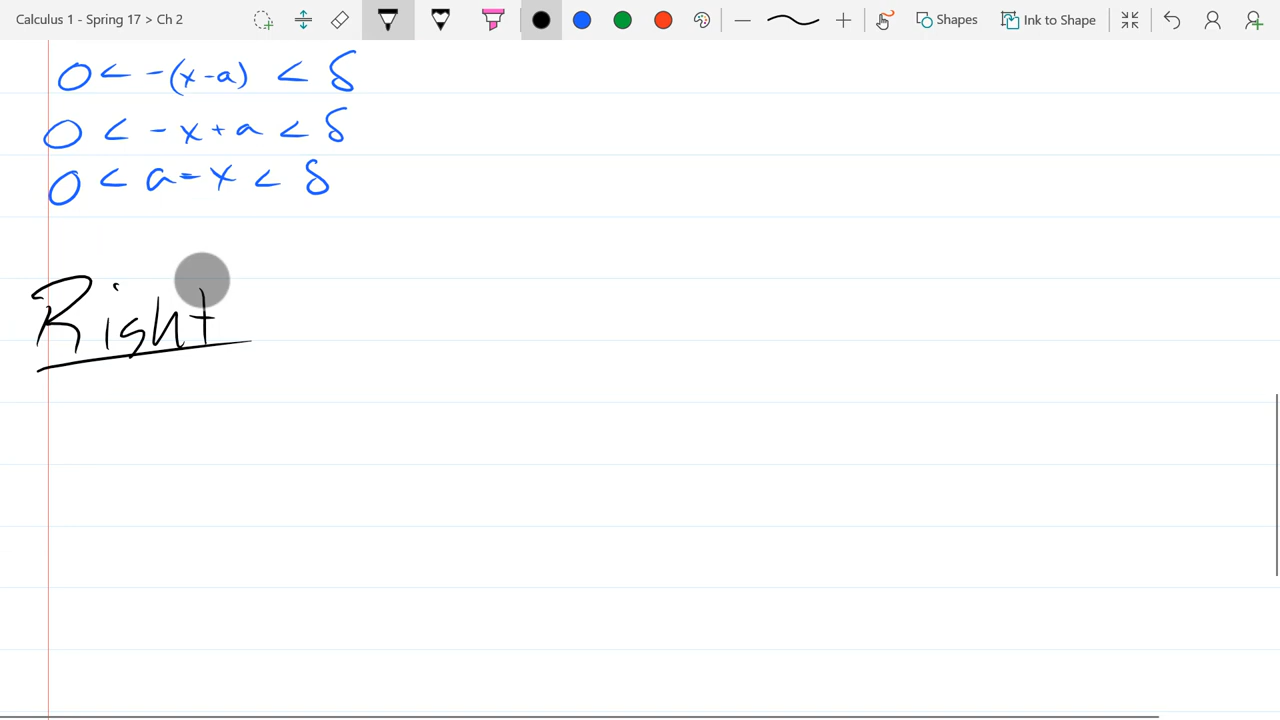 Calculus 1 - Spring 17 > Ch 2
Shapes
Ink to Shape
0 < -(x-a) < δ
0 < -x+a < δ
0 < a-x < δ
Right